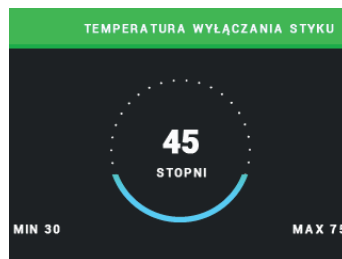 TEMPERATURA WYŁĄCZANIA STYKU
45
STOPNI
MIN 30
MAX 75